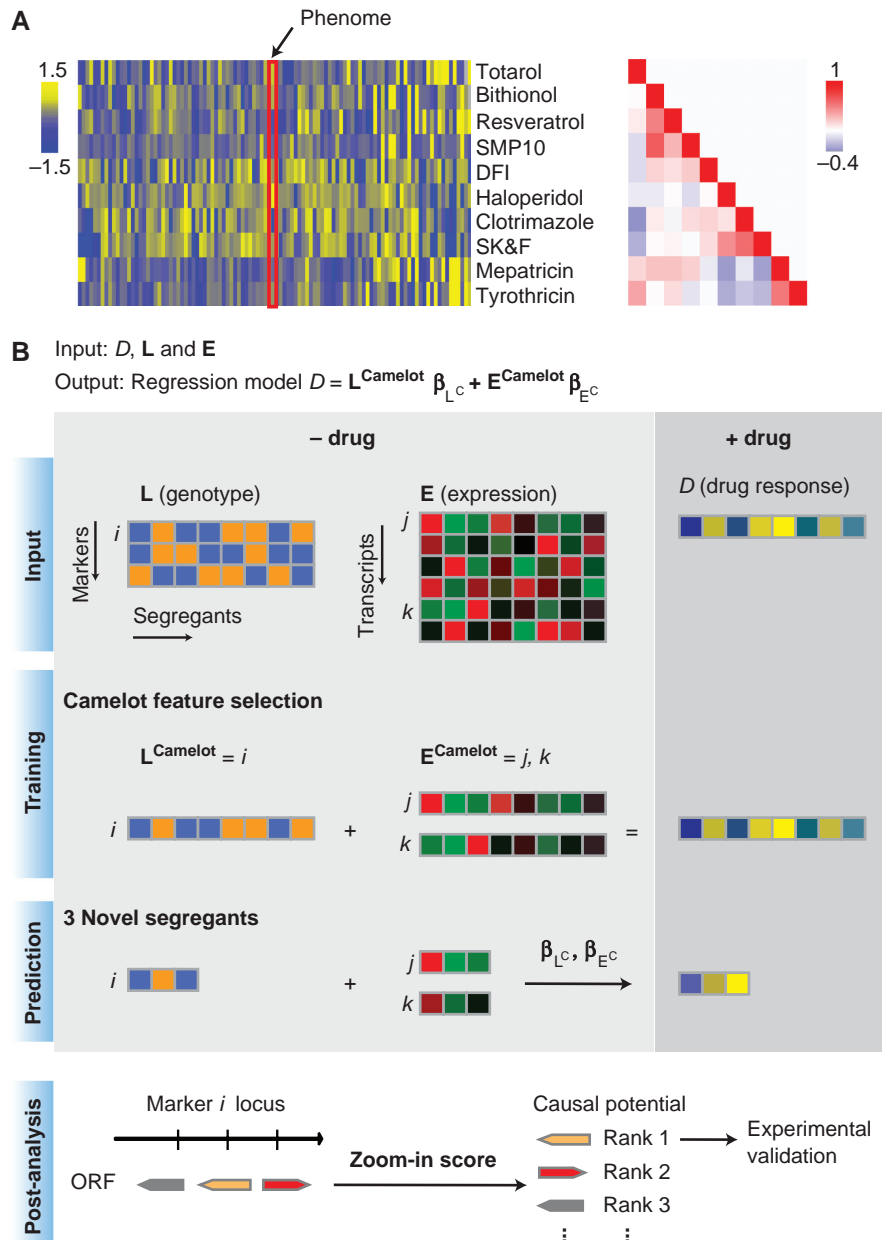 A
Phenome
1.5
–1.5
Totarol
Bithionol
Resveratrol
SMP10
DFI
Haloperidol
Clotrimazole
SK&F
Mepatricin
Tyrothricin
1
–0.4
B
Input: D, L and E
Output: Regression model D = L^Camelot β_L^C + E^Camelot β_E^C
– drug
+ drug
Input
L (genotype)
E (expression)
D (drug response)
i
Markers
Segregants
j
Transcripts
k
Training
Camelot feature selection
L^Camelot = i
E^Camelot = j, k
i
+
j
k
=
Prediction
3 Novel segregants
i
+
j
k
β_L^C, β_E^C
Post-analysis
Marker i locus
ORF
Zoom-in score
Causal potential
Rank 1
Rank 2
Rank 3
Experimental
validation